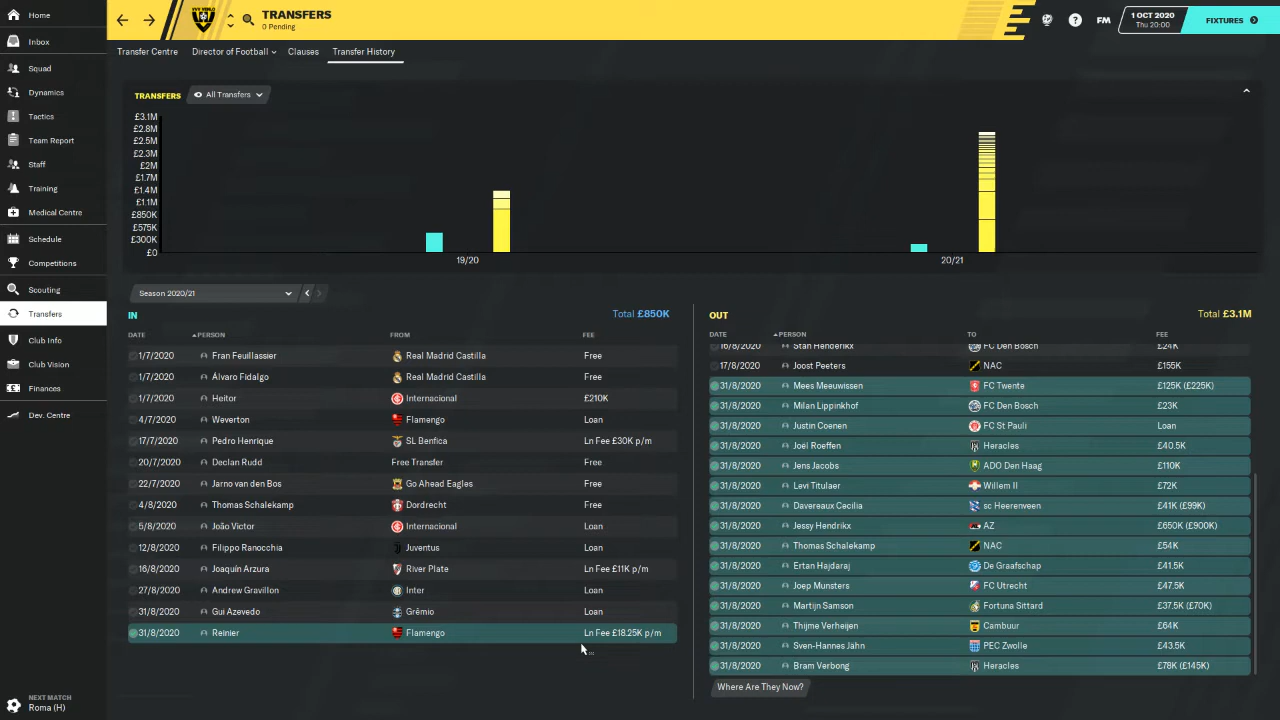 Home
Inbox
Squad
Dynamics
Tactics
Team Report
Staff
Training
Medical Centre
Schedule
Competitions
Scouting
Transfers
Club Info
Club Vision
Finances
Dev. Centre
NEXT MATCH
Roma (H)
TRANSFERS
0 Pending
FM
1 OCT 2020
Thu 20:00
FIXTURES
Transfer Centre Director of Football Clauses Transfer History
TRANSFERS All Transfers
£3.1M
£2.8M
£2.5M
£2.3M
£2M
£1.7M
£1.4M
£1.1M
£850K
£575K
£300K
£0
19/20 20/21
Season 2020/21
IN Total £850K
DATE PERSON FROM FEE
1/7/2020 Fran Feuillassier Real Madrid Castilla Free
1/7/2020 Álvaro Fidalgo Real Madrid Castilla Free
1/7/2020 Heitor Internacional £210K
4/7/2020 Weverton Flamengo Loan
17/7/2020 Pedro Henrique SL Benfica Ln Fee £30K p/m
20/7/2020 Declan Rudd Free Transfer Free
22/7/2020 Jarno van den Bos Go Ahead Eagles Free
4/8/2020 Thomas Schalekamp Dordrecht Free
5/8/2020 João Victor Internacional Loan
12/8/2020 Filippo Ranocchia Juventus Loan
16/8/2020 Joaquín Arzura River Plate Ln Fee £11K p/m
27/8/2020 Andrew Gravillon Inter Loan
31/8/2020 Gui Azevedo Grêmio Loan
31/8/2020 Reinier Flamengo Ln Fee £18.25K p/m
OUT Total £3.1M
DATE PERSON TO FEE
16/8/2020 Stan Henderikx FC Den Bosch £24K
17/8/2020 Joost Peeters NAC £155K
31/8/2020 Mees Meeuwissen FC Twente £125K (£225K)
31/8/2020 Milan Lippinkhof FC Den Bosch £23K
31/8/2020 Justin Coenen FC St Pauli Loan
31/8/2020 Joël Roeffen Heracles £40.5K
31/8/2020 Jens Jacobs ADO Den Haag £110K
31/8/2020 Levi Titulaer Willem II £72K
31/8/2020 Davereaux Cecilia sc Heerenveen £41K (£99K)
31/8/2020 Jessy Hendrikx AZ £650K (£900K)
31/8/2020 Thomas Schalekamp NAC £54K
31/8/2020 Ertan Hajdaraj De Graafschap £41.5K
31/8/2020 Joep Munsters FC Utrecht £47.5K
31/8/2020 Martijn Samson Fortuna Sittard £37.5K (£70K)
31/8/2020 Thijme Verheijen Cambuur £64K
31/8/2020 Sven-Hannes Jähn PEC Zwolle £43.5K
31/8/2020 Bram Verbong Heracles £78K (£145K)
Where Are They Now?